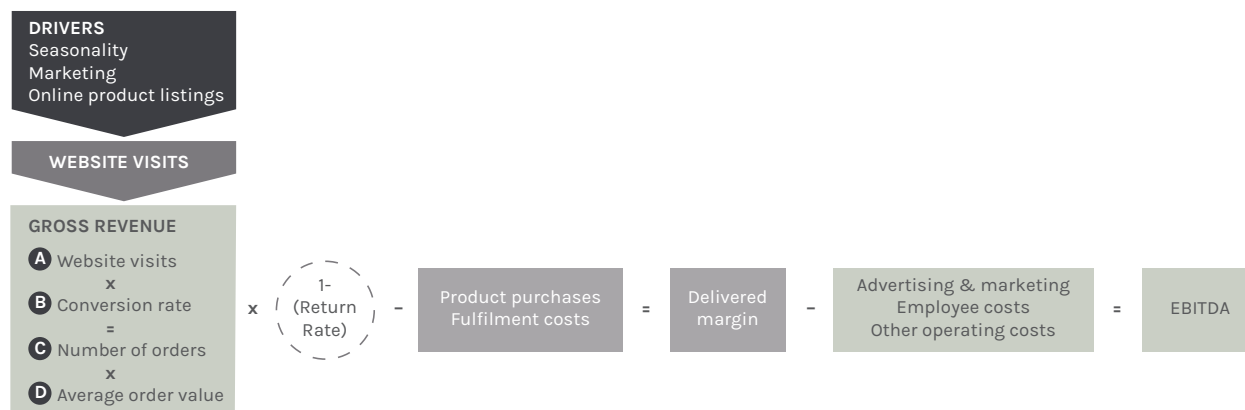 DRIVERS
Seasonality
Marketing
Online product listings
WEBSITE VISITS
GROSS REVENUE
A Website visits
x
B Conversion rate
=
C Number of orders
x
D Average order value
x
1-
(Return
Rate)
–
Product purchases
Fulfilment costs
=
Delivered
margin
–
Advertising & marketing
Employee costs
Other operating costs
=
EBITDA